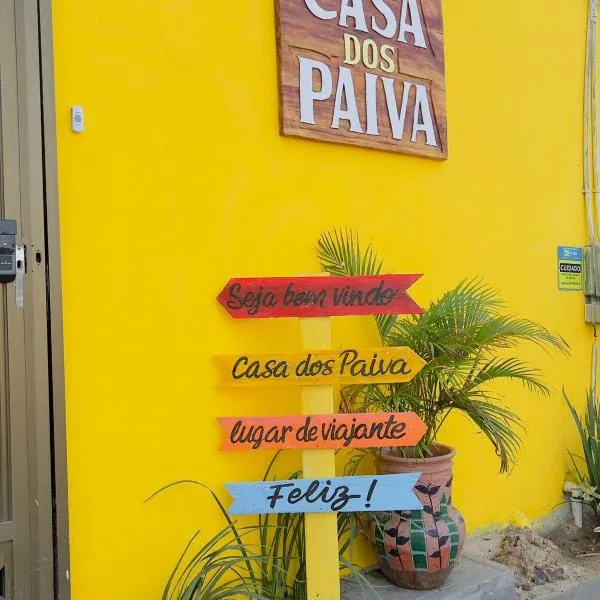 CASA
DOS
PAIVA
Seja bem vindo
Casa dos Paiva
lugar de viajante
Feliz!
CUIDADO